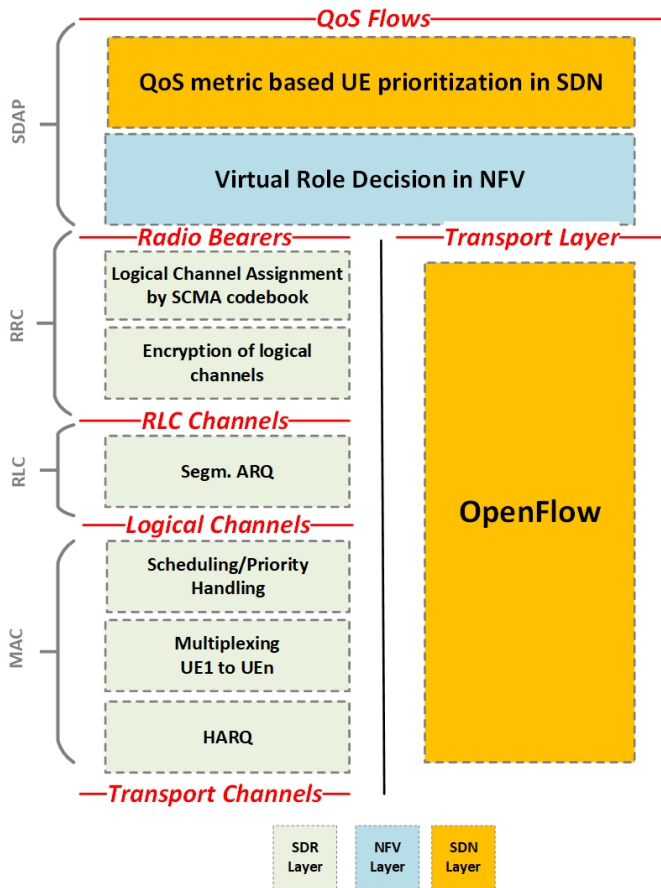 QoS Flows
SDAP
QoS metric based UE prioritization in SDN
Virtual Role Decision in NFV
Radio Bearers
Transport Layer
RRC
Logical Channel Assignment
by SCMA codebook
Encryption of logical
channels
OpenFlow
RLC Channels
RLC
Segm. ARQ
Logical Channels
MAC
Scheduling/Priority
Handling
Multiplexing
UE1 to UEn
HARQ
Transport Channels
SDR
Layer
NFV
Layer
SDN
Layer